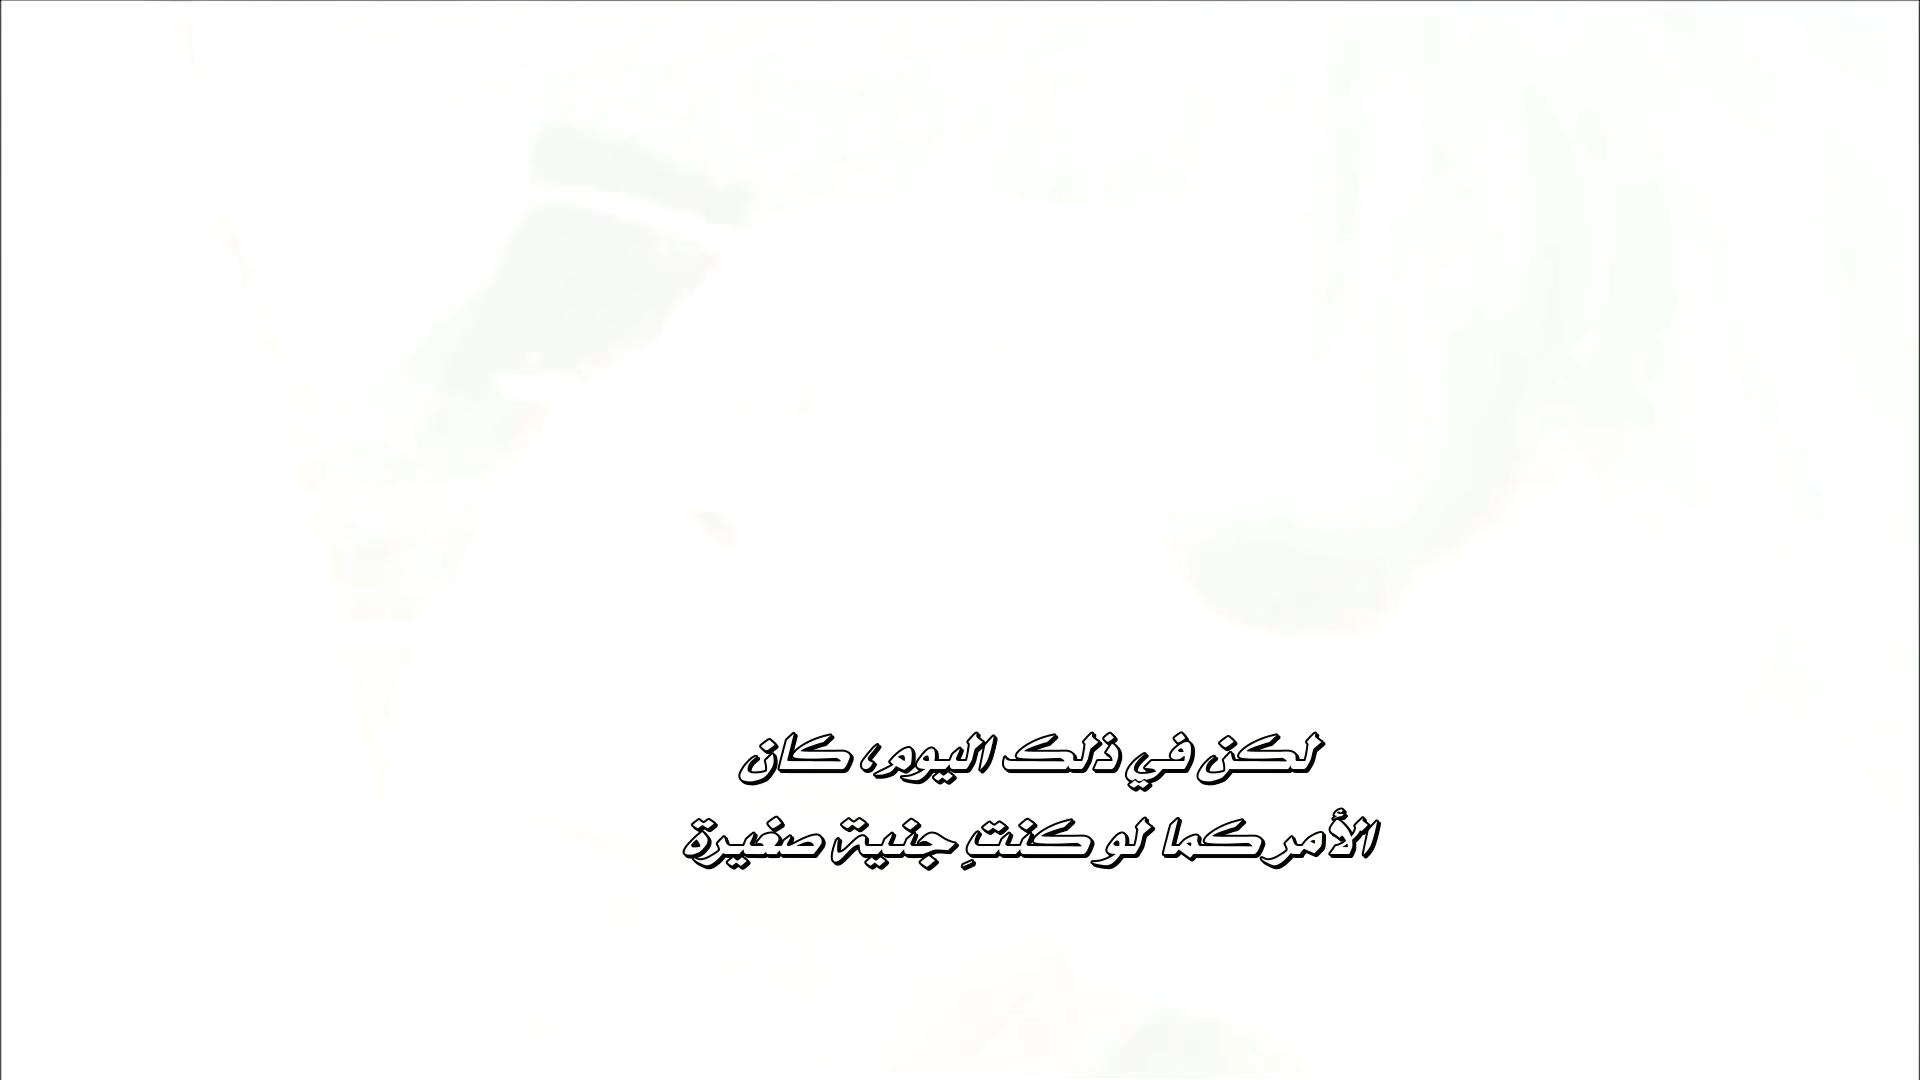 لكن في ذلك اليوم، كان
الأمر كما لو كنتِ جنية صغيرة